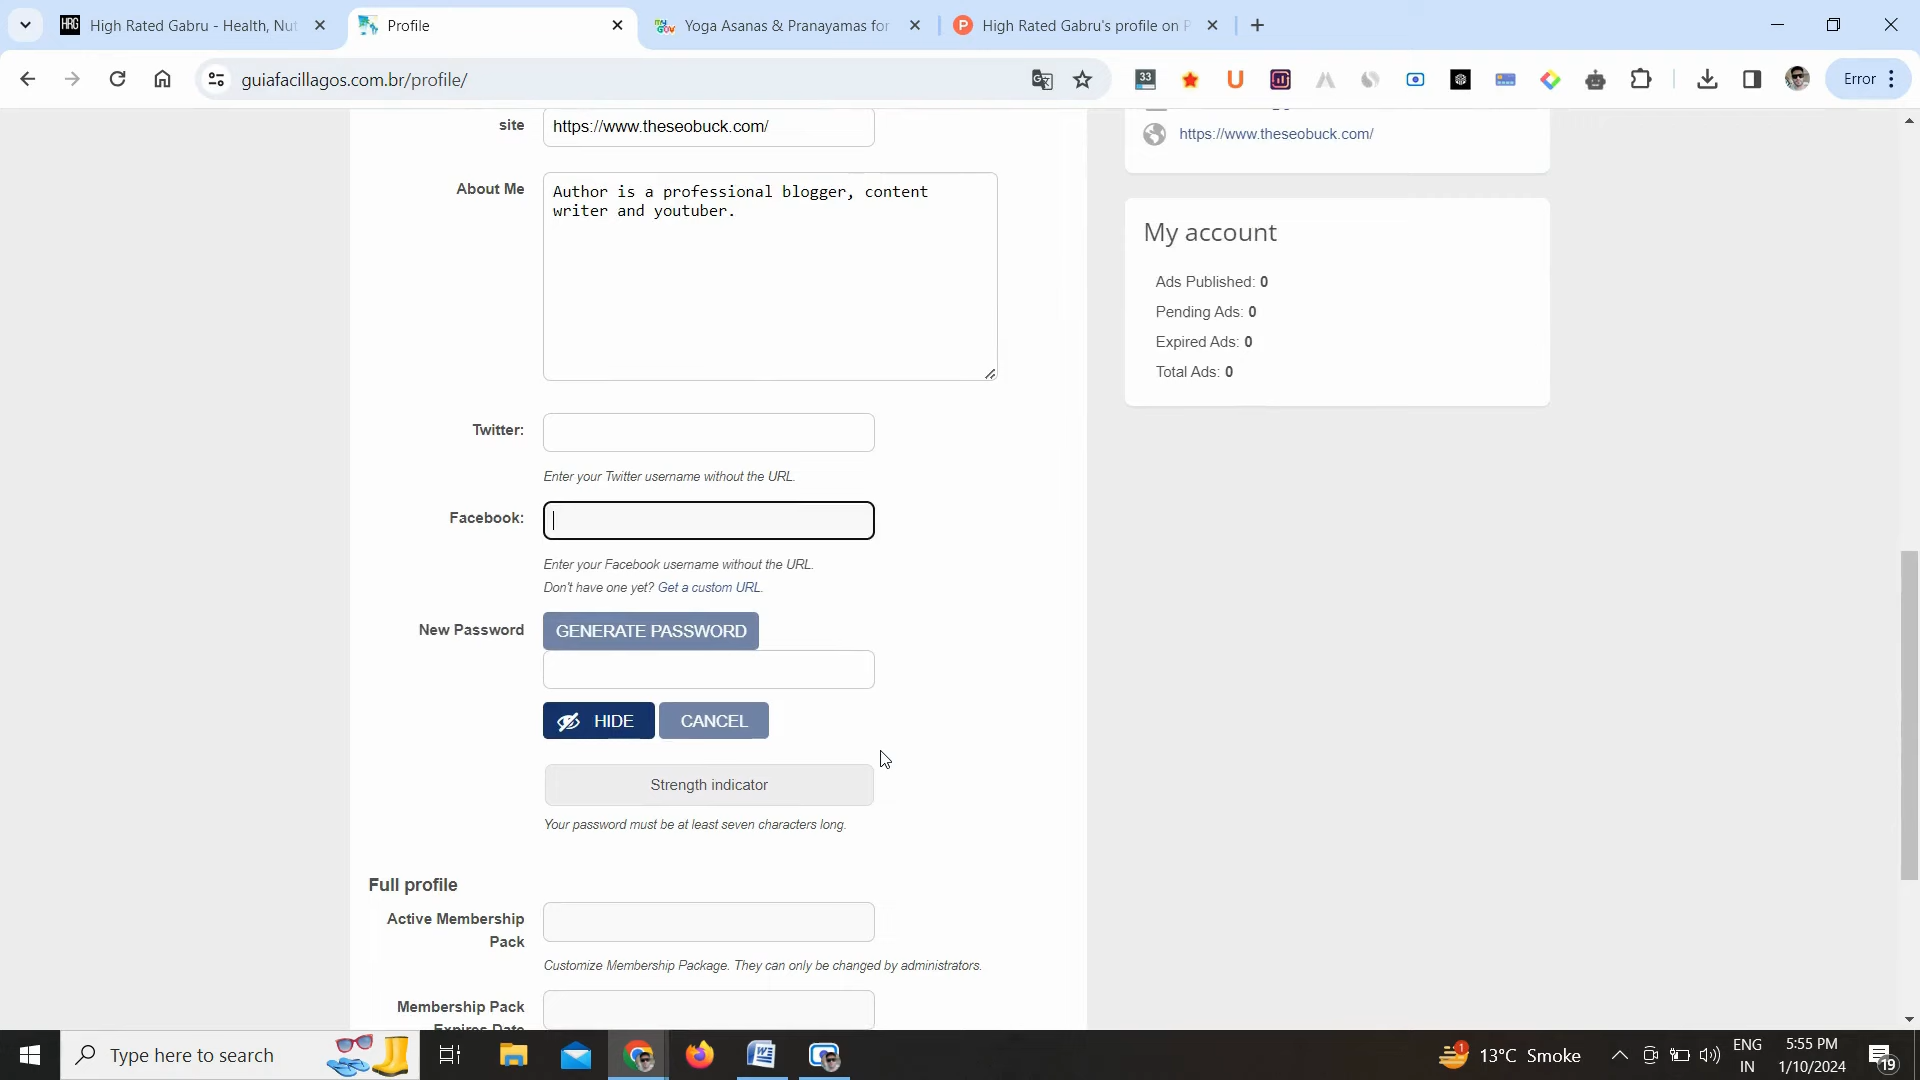 High Rated Gabru - Health, Nut
Profile
Yoga Asanas & Pranayamas for
High Rated Gabru's profile on P
guiafacillagos.com.br/profile/
33
Error
site
https://www.theseobuck.com/
https://www.theseobuck.com/
About Me
Author is a professional blogger, content
writer and youtuber.
My account
Ads Published: 0
Pending Ads: 0
Expired Ads: 0
Total Ads: 0
Twitter:
Enter your Twitter username without the URL.
Facebook:
Enter your Facebook username without the URL.
Don't have one yet? Get a custom URL.
New Password
GENERATE PASSWORD
HIDE
CANCEL
Strength indicator
Your password must be at least seven characters long.
Full profile
Active Membership
Pack
Customize Membership Package. They can only be changed by administrators.
Membership Pack
Expires Date
Type here to search
1
13°C Smoke
ENG
IN
5:55 PM
1/10/2024
19